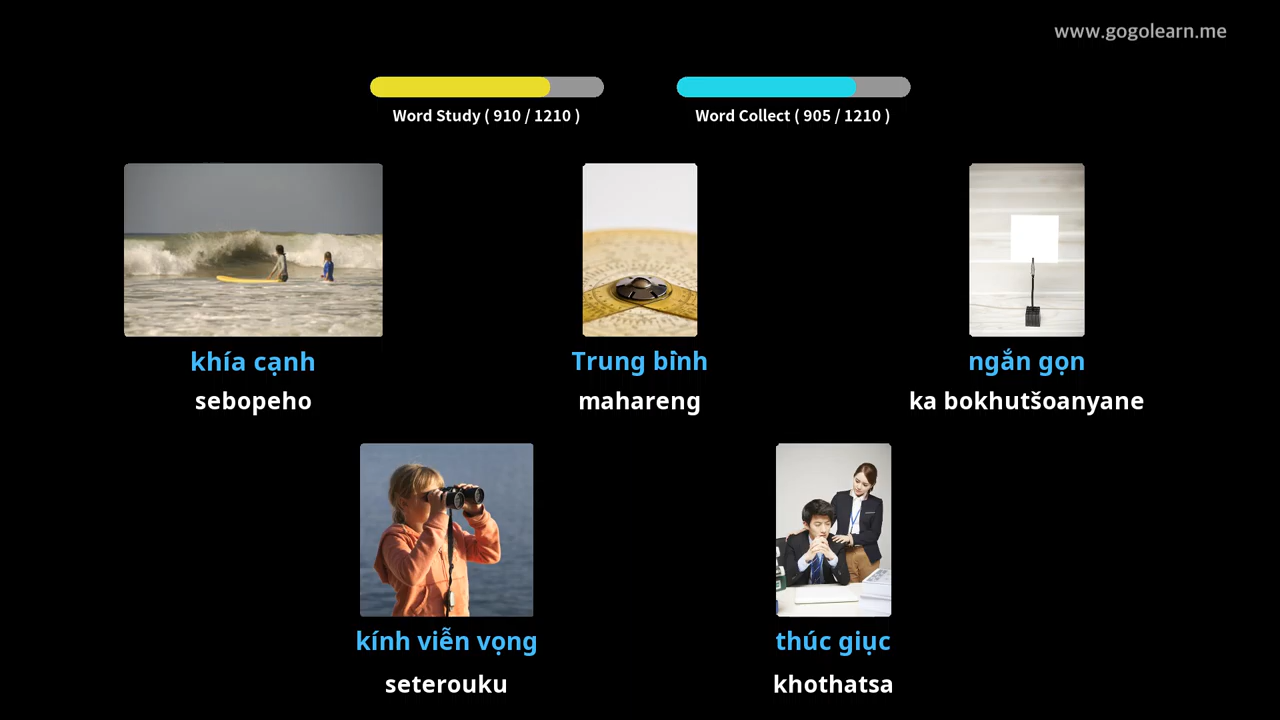 www.gogolearn.me
Word Study ( 910 / 1210 )
Word Collect ( 905 / 1210 )
khía cạnh
Trung bình
ngắn gọn
sebopeho
mahareng
ka bokhutšoanyane
kính viễn vọng
thúc giục
seterouku
khothatsa